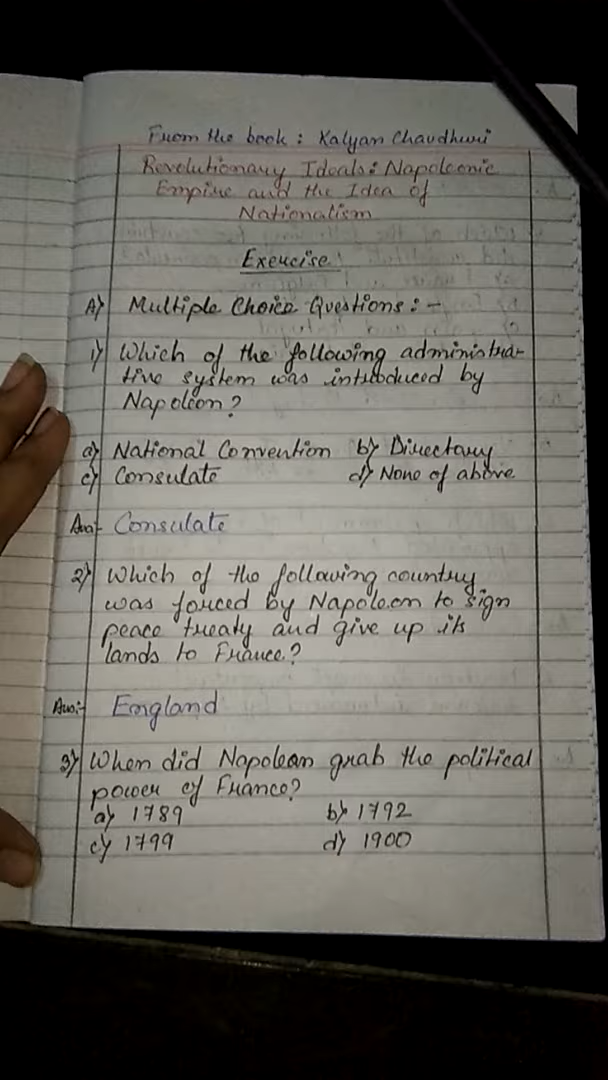 From the book : Kalyan Chaudhuri
Revolutionary Ideals : Napoleonic
Empire and the Idea of
Nationalism
Exercise :
A) Multiple Choice Questions : -
1) Which of the following administra-
tive system was introduced by
Napoleon?
a) National Convention b) Directary
c) Consulate d) None of above
Ans:- Consulate
2) Which of the following country
was forced by Napoleon to sign
peace treaty and give up its
lands to France?
Ans:- England
3) When did Napolean grab the political
power of France?
a) 1789 b) 1792
c) 1799 d) 1900